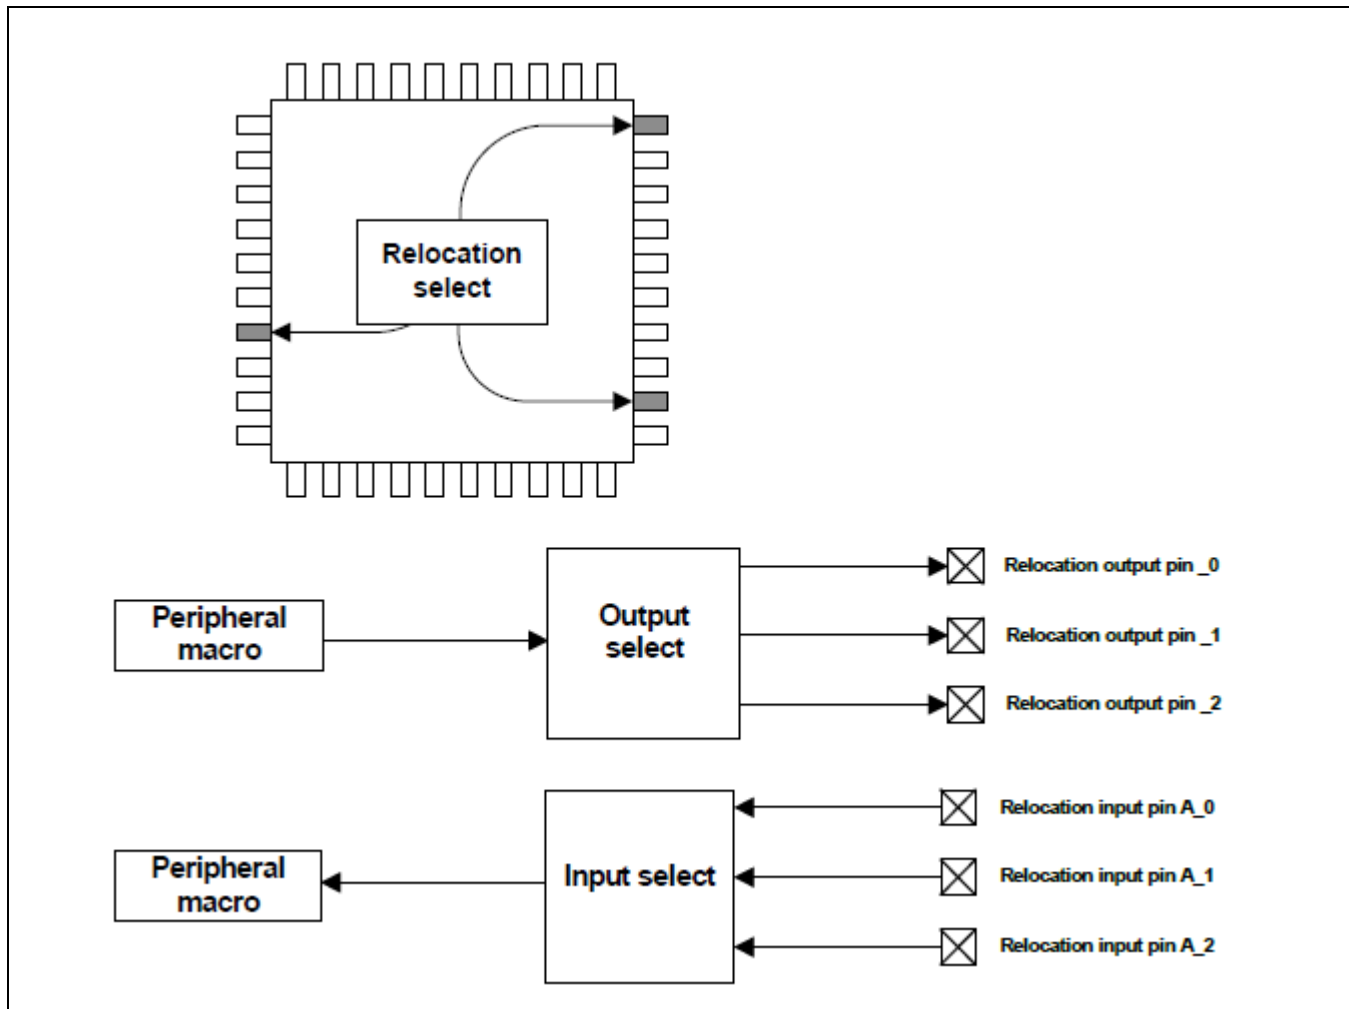 Relocation
select
Peripheral
macro
Output
select
Relocation output pin _0
Relocation output pin _1
Relocation output pin _2
Peripheral
macro
Input select
Relocation input pin A_0
Relocation input pin A_1
Relocation input pin A_2